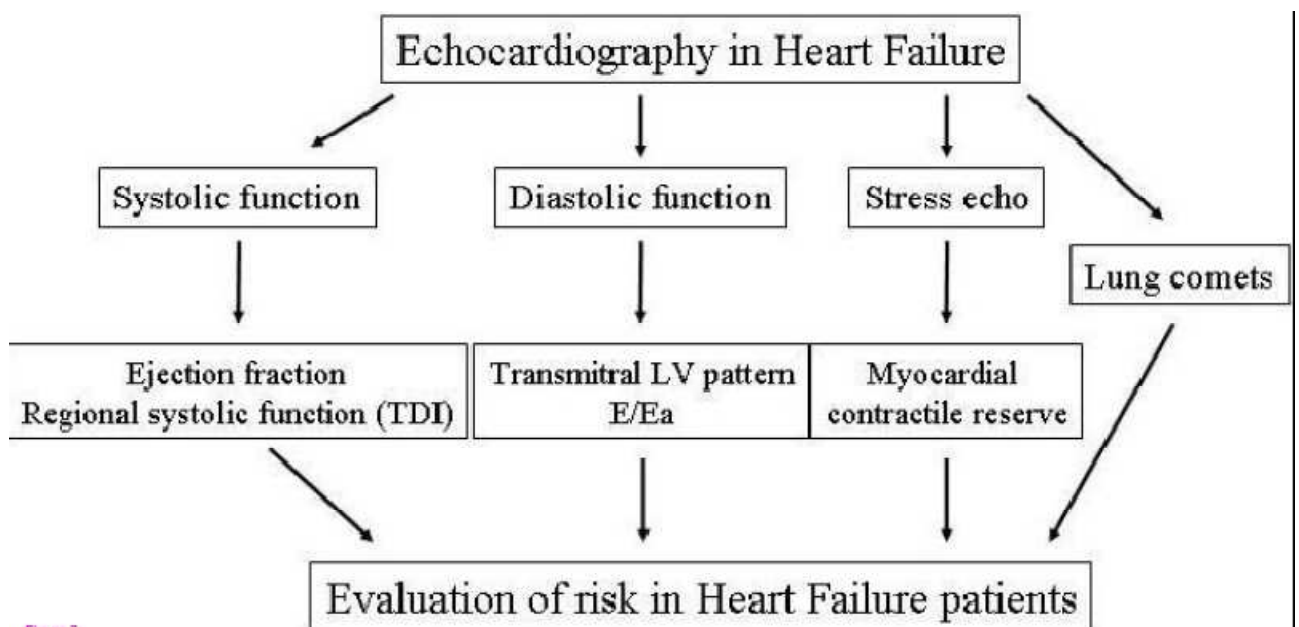 Echocardiography in Heart Failure
Systolic function
Diastolic function
Stress echo
Lung comets
Ejection fraction
Regional systolic function (TDI)
Transmitral LV pattern
E/Ea
Myocardial
contractile reserve
Evaluation of risk in Heart Failure patients